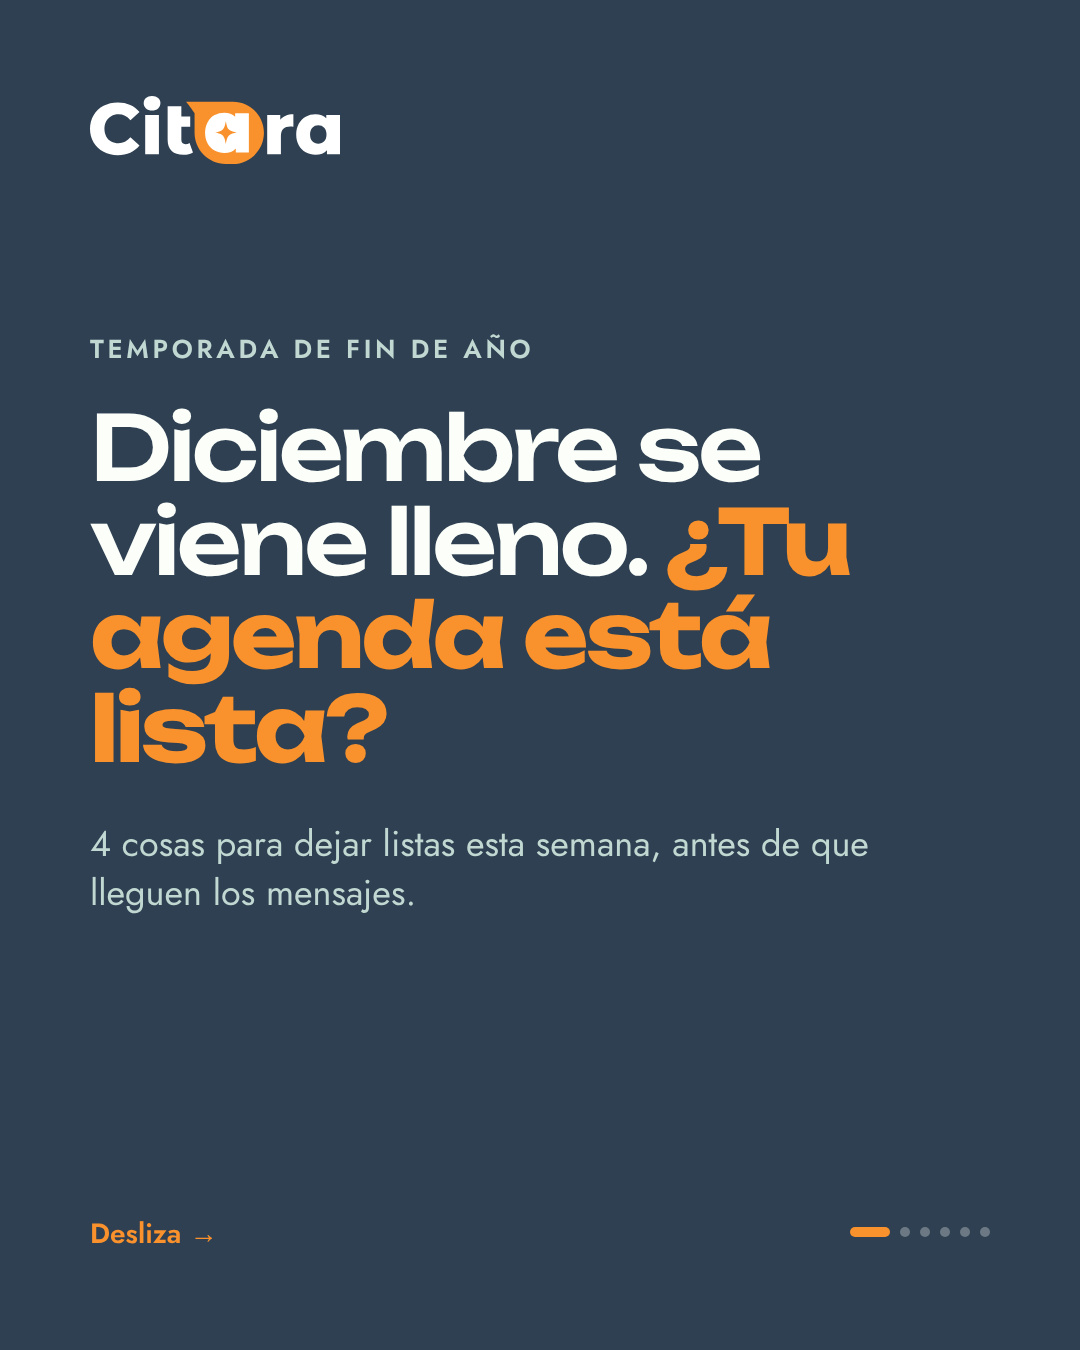 Citara
TEMPORADA DE FIN DE AÑO
Diciembre se
viene lleno. ¿Tu
agenda está
lista?
4 cosas para dejar listas esta semana, antes de que
lleguen los mensajes.
Desliza →